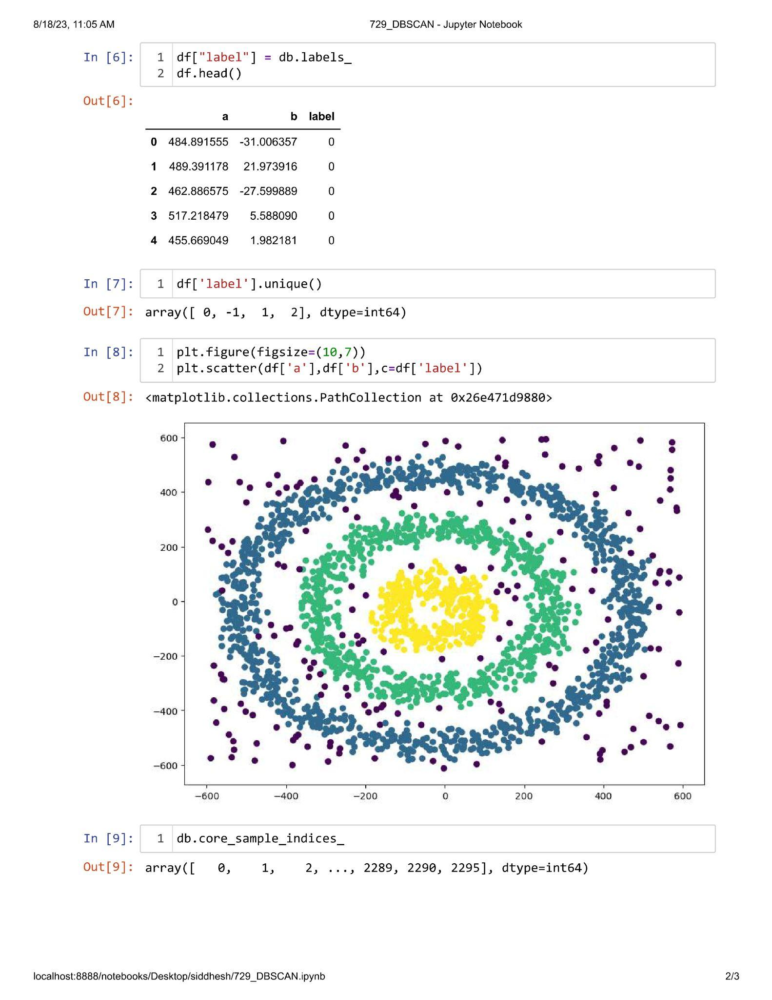 8/18/23, 11:05 AM 729_DBSCAN - Jupyter Notebook
In [6]: 1 df["label"] = db.labels_
2 df.head()
Out[6]:
a b label
0 484.891555 -31.006357 0
1 489.391178 21.973916 0
2 462.886575 -27.599889 0
3 517.218479 5.588090 0
4 455.669049 1.982181 0
In [7]: 1 df['label'].unique()
Out[7]: array([ 0, -1, 1, 2], dtype=int64)
In [8]: 1 plt.figure(figsize=(10,7))
2 plt.scatter(df['a'],df['b'],c=df['label'])
Out[8]: <matplotlib.collections.PathCollection at 0x26e471d9880>
600
400
200
0
−200
−400
−600
−600 −400 −200 0 200 400 600
In [9]: 1 db.core_sample_indices_
Out[9]: array([ 0, 1, 2, ..., 2289, 2290, 2295], dtype=int64)
localhost:8888/notebooks/Desktop/siddhesh/729_DBSCAN.ipynb 2/3